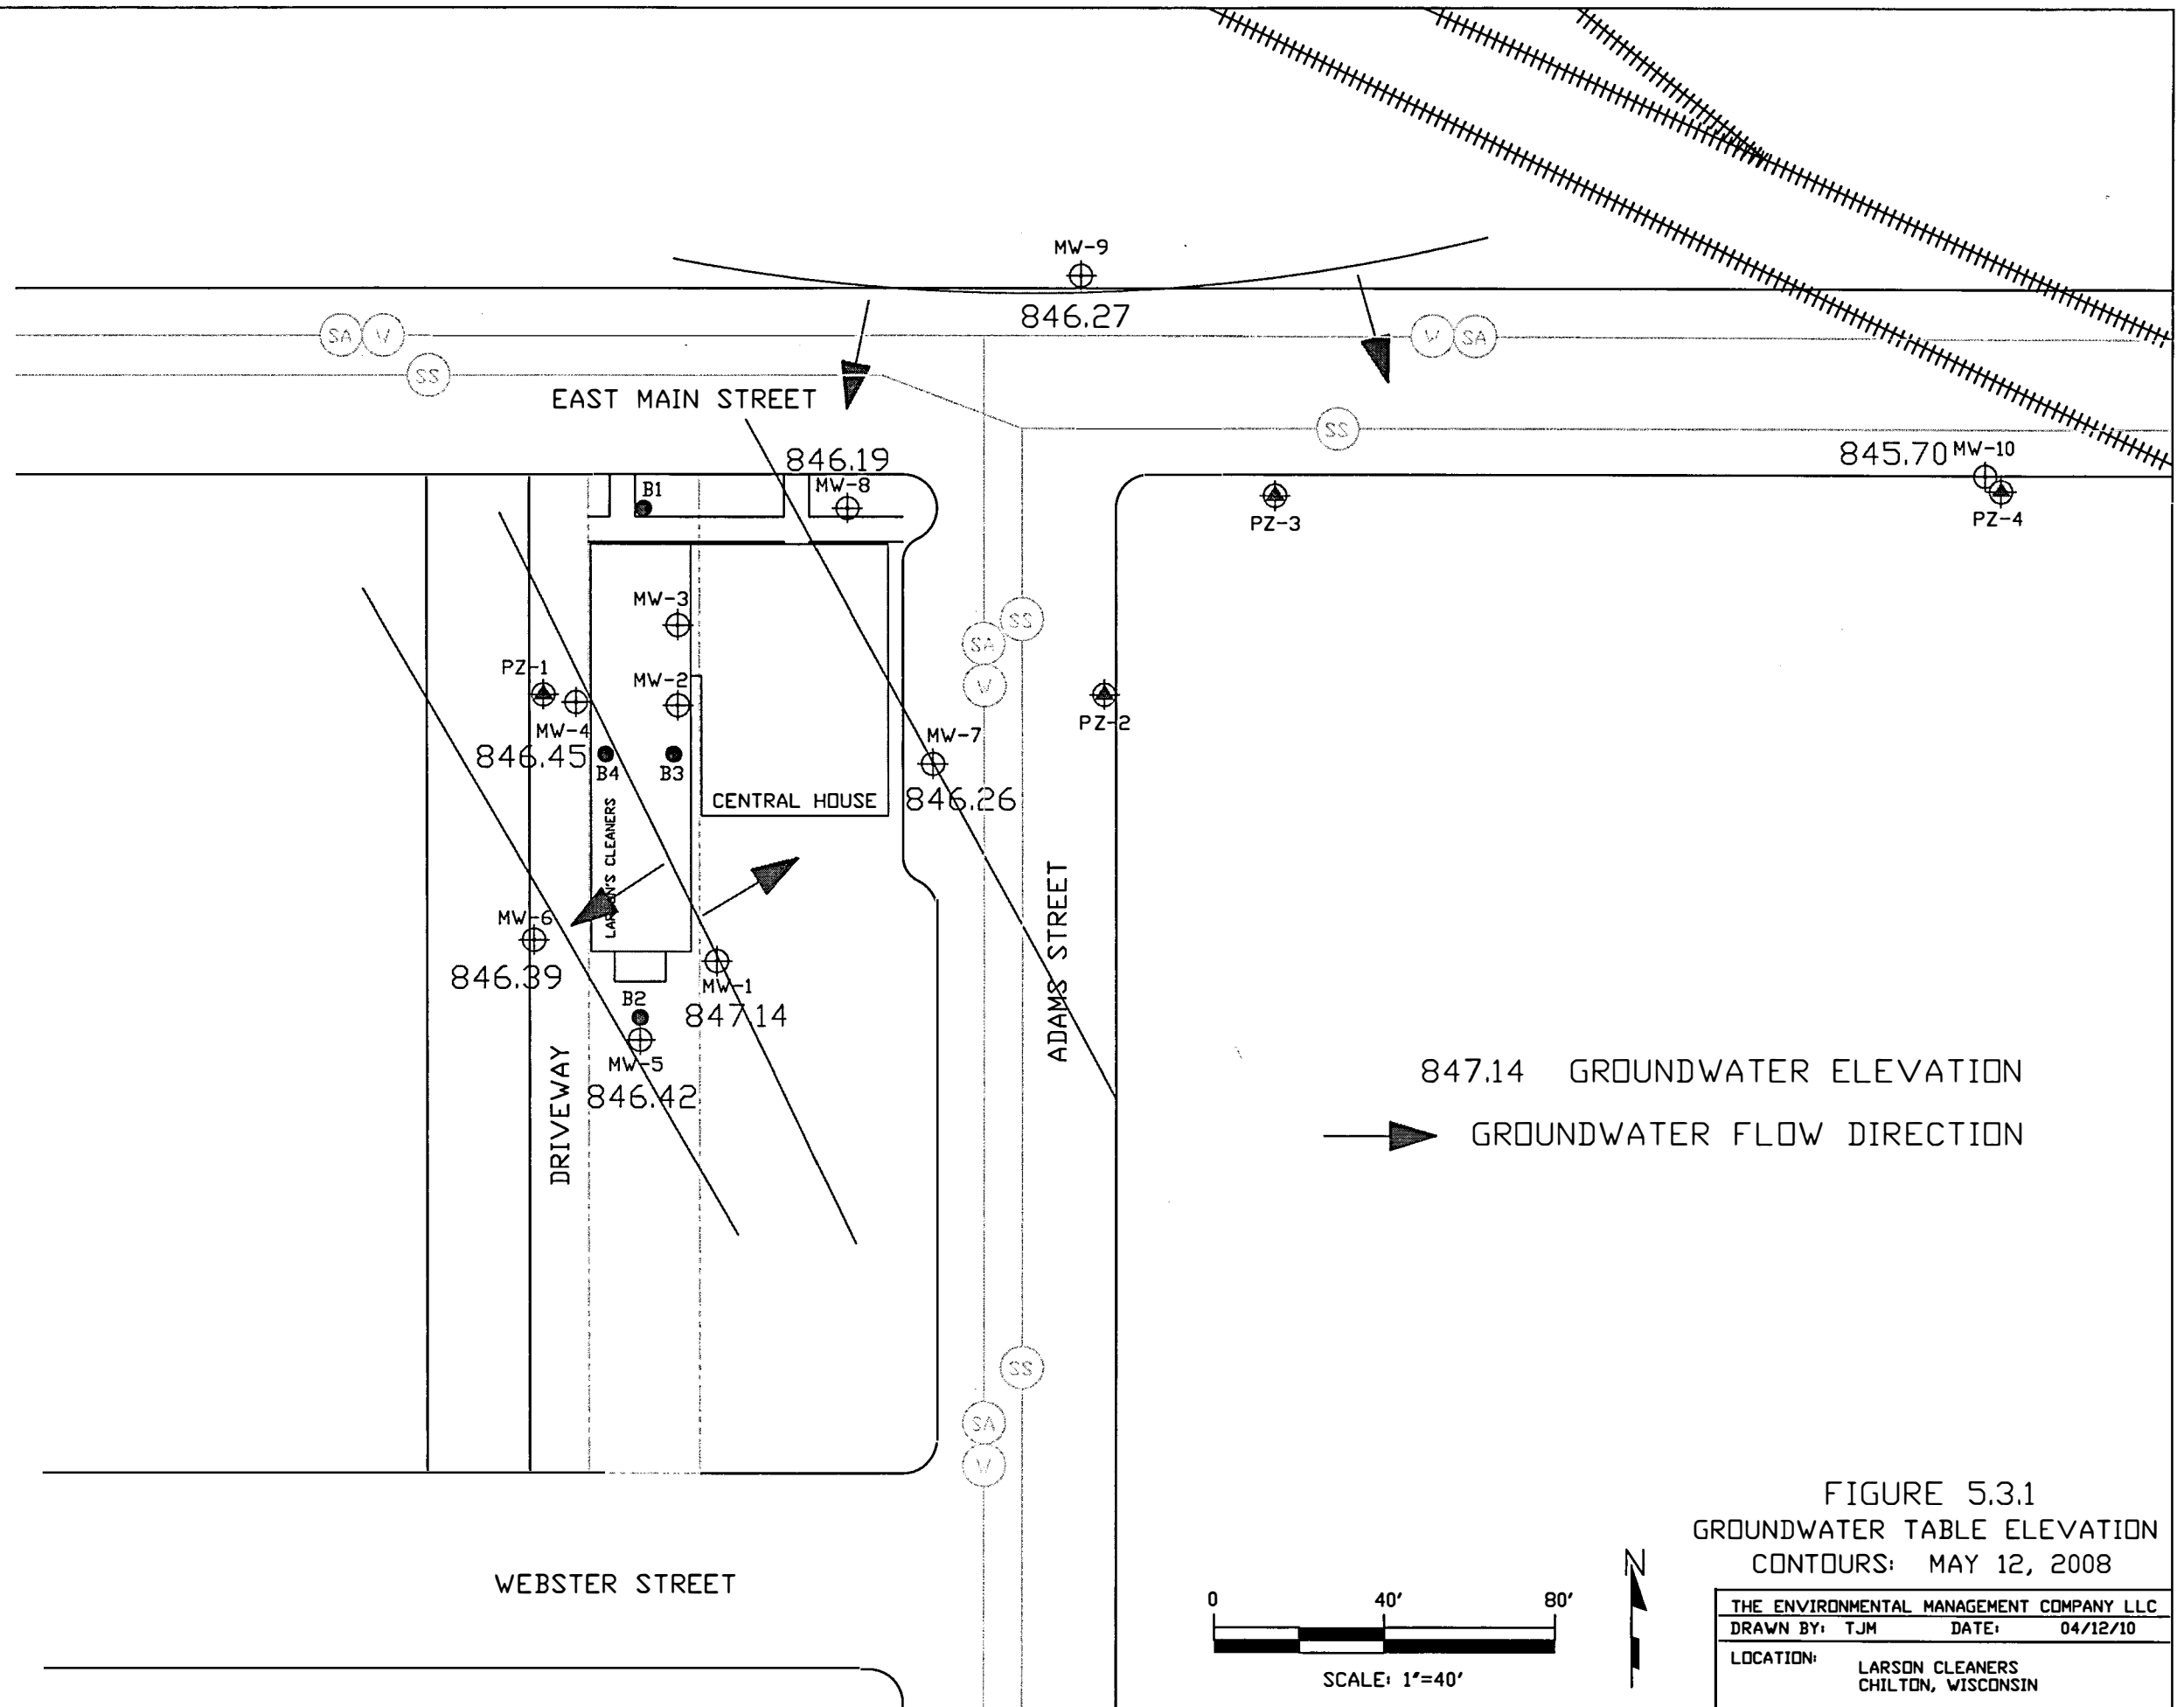 MW-9
846.27
SA V
V SA
SS
EAST MAIN STREET
SS
846.19
845.70 MW-10
B1
MW-8
PZ-3
PZ-4
MW-3
SS
SA
PZ-1
MW-2
V
MW-4
PZ-2
846.45
MW-7
B4
B3
CENTRAL HOUSE
846.26
LARSON'S CLEANERS
MW-6
ADAMS STREET
846.39
MW-1
B2
847.14
MW-5
846.42
DRIVEWAY
847.14 GROUNDWATER ELEVATION
GROUNDWATER FLOW DIRECTION
SS
SA
V
WEBSTER STREET
0 40' 80'
SCALE: 1"=40'
N
FIGURE 5.3.1
GROUNDWATER TABLE ELEVATION
CONTOURS: MAY 12, 2008
THE ENVIRONMENTAL MANAGEMENT COMPANY LLC
DRAWN BY: TJM DATE: 04/12/10
LOCATION:
LARSON CLEANERS
CHILTON, WISCONSIN